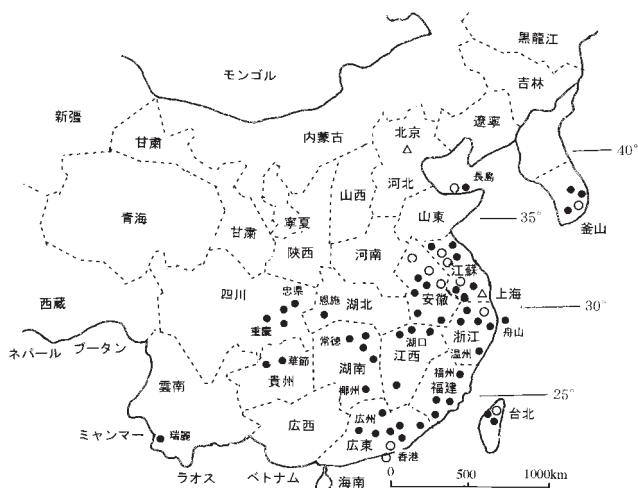 黒龍江
モンゴル
吉林
新疆
内蒙古
北京
遼寧
甘粛
40°
河北
長島
山西
青海
寧夏
山東
釜山
35°
甘粛
陝西
河南
江蘇
四川
忠県
恩施
湖北
安徽
上海
西蔵
30°
重慶
浙江
舟山
常徳
湖口
ネパール
ブータン
華節
湖南
江西
温州
貴州
福州
雲南
郴州
福建
25°
広西
広州
台北
ミャンマー
瑞麗
広東
香港
ラオス
ベトナム
海南
0 500 1000km